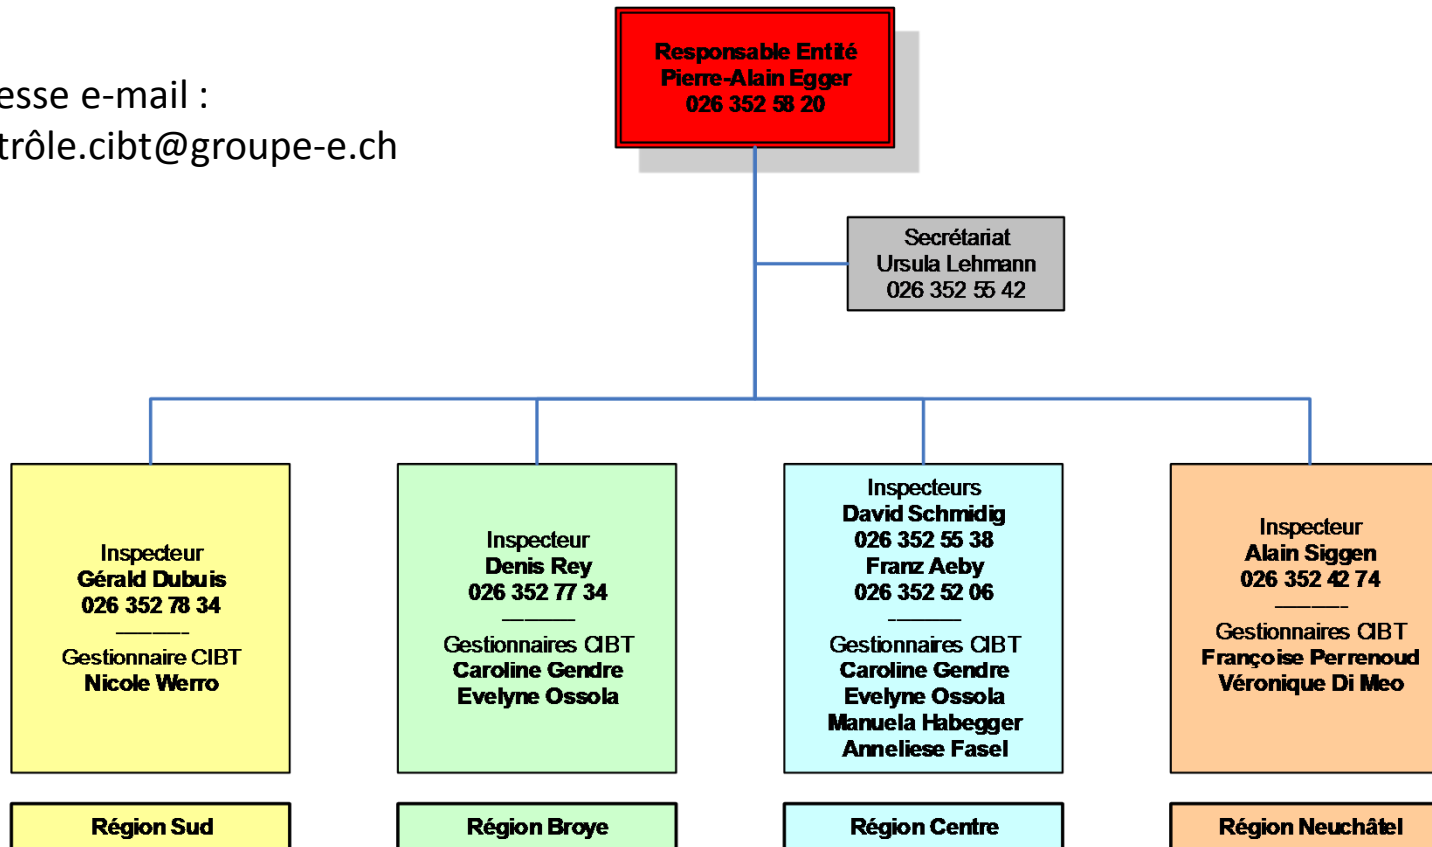 Responsable Entité
Pierre-Alain Egger
026 352 58 20
esse e-mail :
trôle.cibt@groupe-e.ch
Secrétariat
Ursula Lehmann
026 352 55 42
Inspecteur
Gérald Dubuis
026 352 78 34
Gestionnaire CIBT
Nicole Werro
Région Sud
Inspecteur
Denis Rey
026 352 77 34
Gestionnaires CIBT
Caroline Gendre
Evelyne Ossola
Région Broye
Inspecteurs
David Schmidig
026 352 55 38
Franz Aeby
026 352 52 06
Gestionnaires CIBT
Caroline Gendre
Evelyne Ossola
Manuela Habegger
Anneliese Fasel
Région Centre
Inspecteur
Alain Siggen
026 352 42 74
Gestionnaires CIBT
Françoise Perrenoud
Véronique Di Meo
Région Neuchâtel